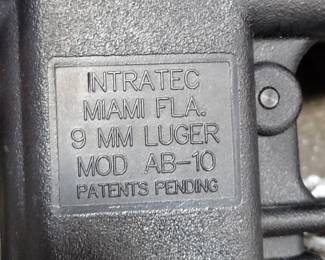 INTRATEC
MIAMI FLA.
9 MM LUGER
MOD AB-10
PATENTS PENDING